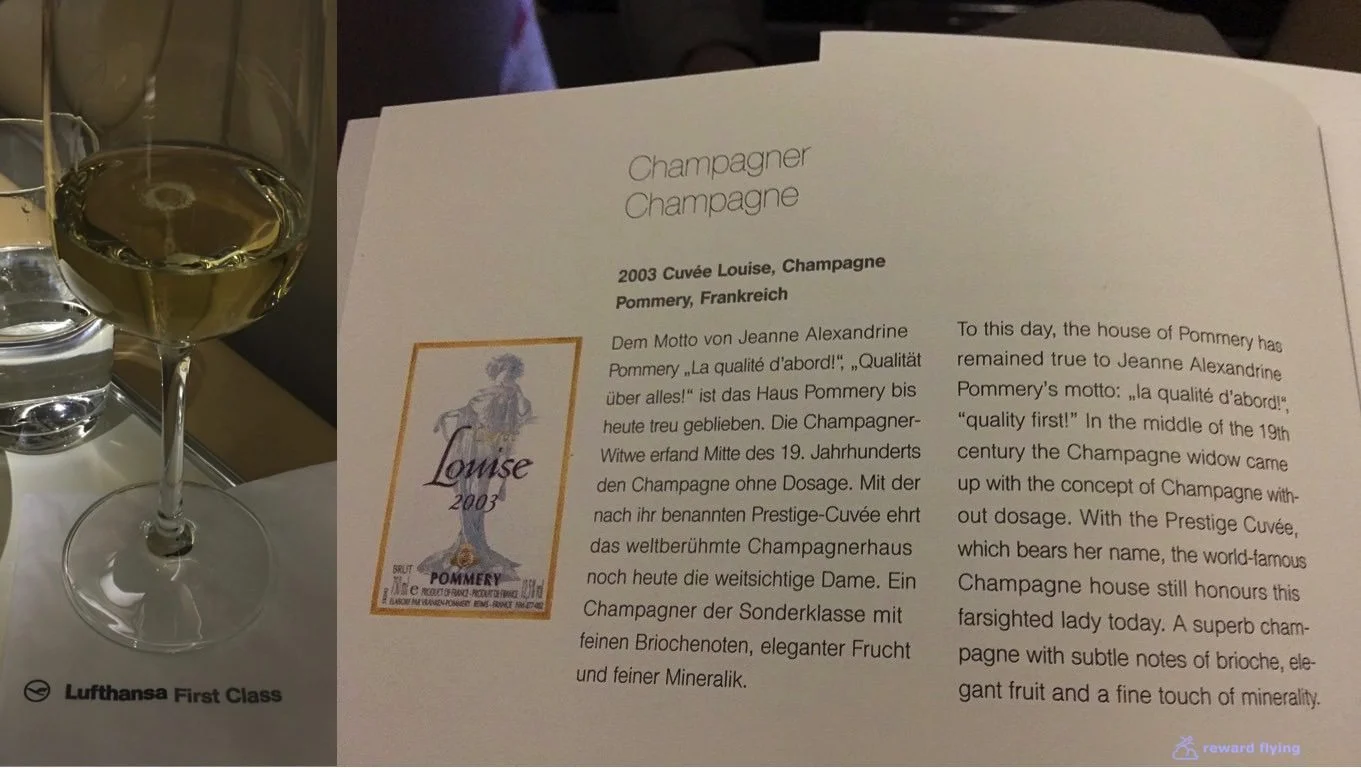 Lufthansa First Class
Champagner
Champagne
2003 Cuvée Louise, Champagne
Pommery, Frankreich
Louise
2003
BRUT
POMMERY
PRODUCT OF FRANCE - PRODUIT DE FRANCE
Dem Motto von Jeanne Alexandrine
Pommery „La qualité d'abord!“, „Qualität
über alles!“ ist das Haus Pommery bis
heute treu geblieben. Die Champagner-
Witwe erfand Mitte des 19. Jahrhunderts
den Champagne ohne Dosage. Mit der
nach ihr benannten Prestige-Cuvée ehrt
das weltberühmte Champagnerhaus
noch heute die weitsichtige Dame. Ein
Champagner der Sonderklasse mit
feinen Briochenoten, eleganter Frucht
und feiner Mineralik.
To this day, the house of Pommery has
remained true to Jeanne Alexandrine
Pommery's motto: „la qualité d'abord!“,
“quality first!” In the middle of the 19th
century the Champagne widow came
up with the concept of Champagne with-
out dosage. With the Prestige Cuvée,
which bears her name, the world-famous
Champagne house still honours this
farsighted lady today. A superb cham-
pagne with subtle notes of brioche, ele-
gant fruit and a fine touch of minerality.
reward flying